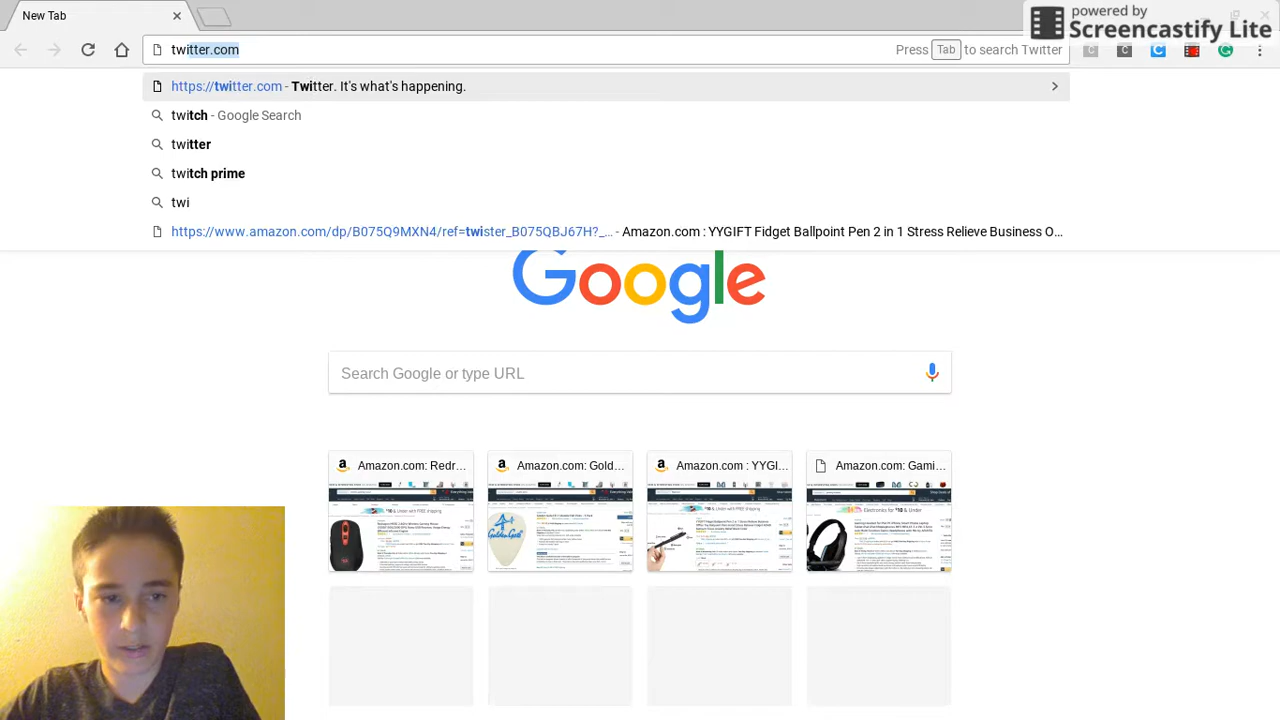 New Tab
powered by
Screencastify Lite
twitter.com
Press Tab to search Twitter
https://twitter.com - Twitter. It's what's happening.
twitch - Google Search
twitter
twitch prime
twi
https://www.amazon.com/dp/B075Q9MXN4/ref=twister_B075QBJ67H?_... - Amazon.com : YYGIFT Fidget Ballpoint Pen 2 in 1 Stress Relieve Business O...
Google
Search Google or type URL
Amazon.com: Redr...
Amazon.com: Gold...
Amazon.com : YYGI...
Amazon.com: Gami...